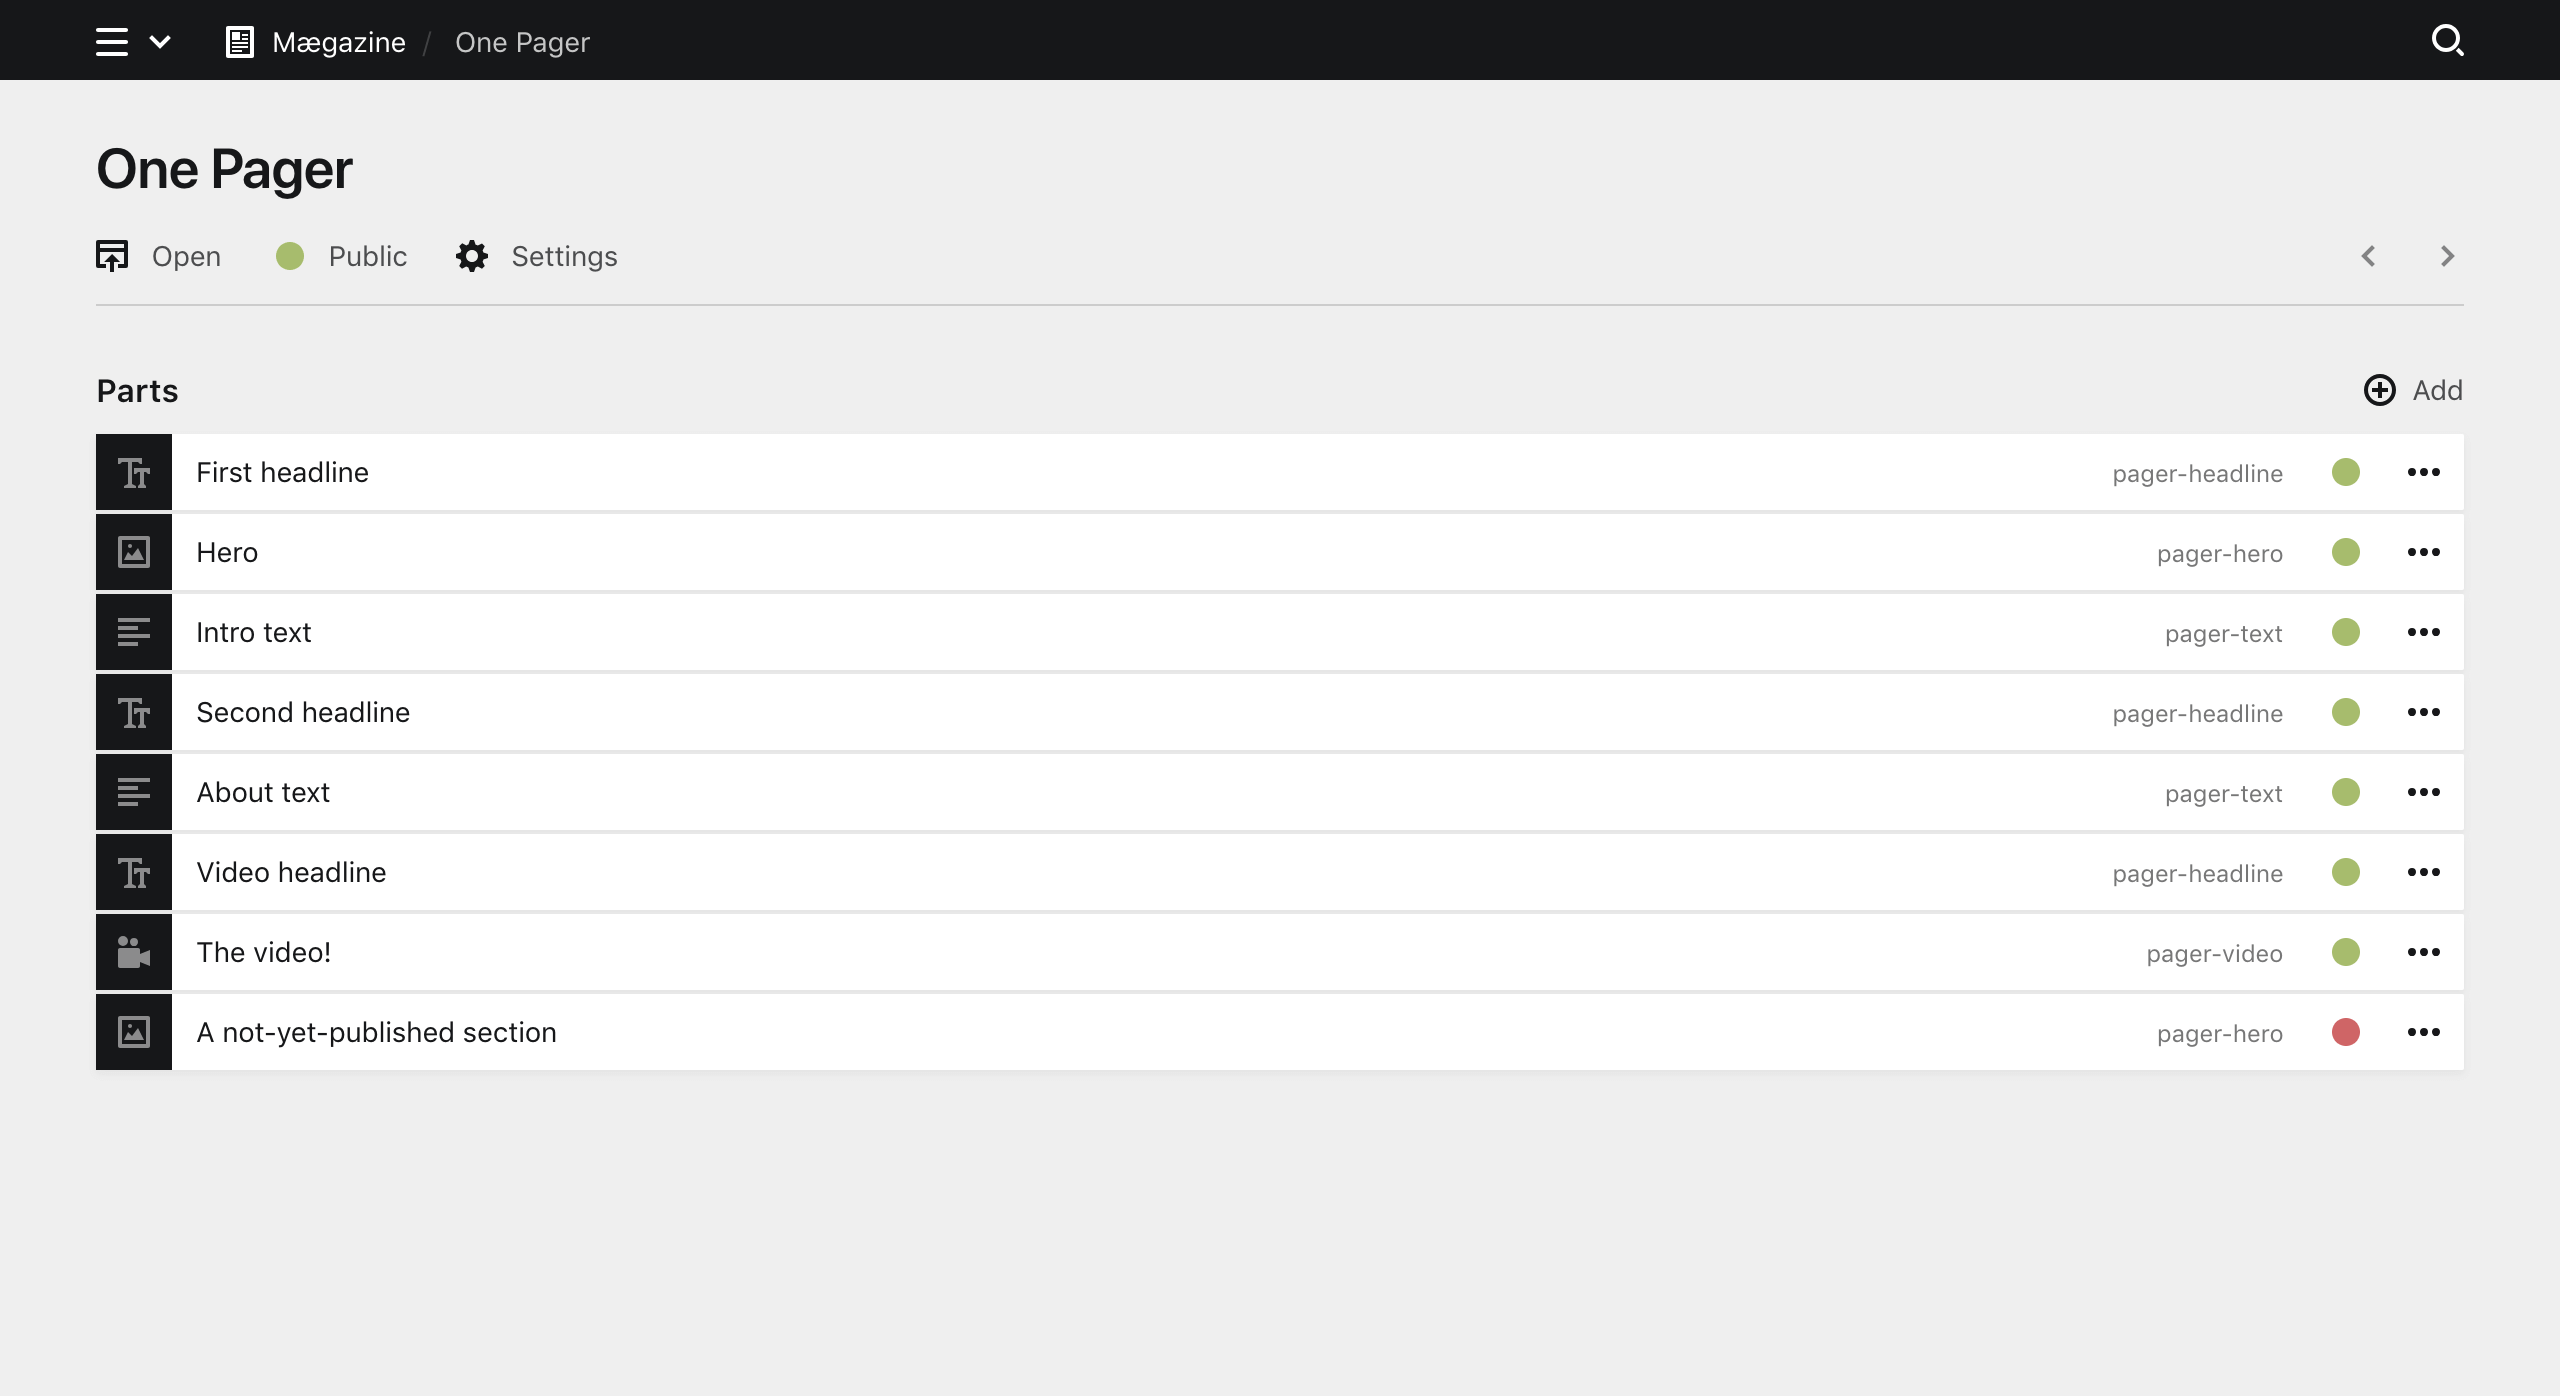 Mægazine / One Pager
One Pager
Open Public Settings
Parts Add
First headline pager-headline
Hero pager-hero
Intro text pager-text
Second headline pager-headline
About text pager-text
Video headline pager-headline
The video! pager-video
A not-yet-published section pager-hero